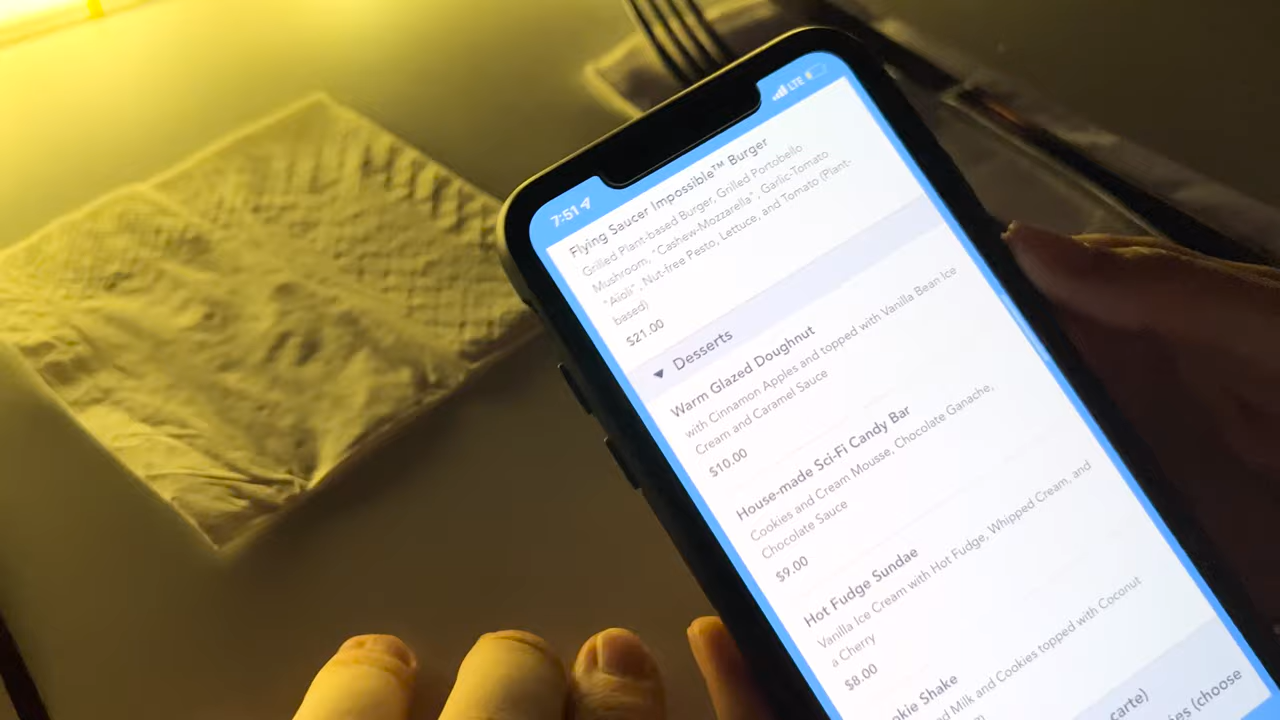 7:51 LTE
Flying Saucer Impossible™ Burger
Grilled Plant-based Burger, Grilled Portobello
Mushroom, "Cashew-Mozzarella", Garlic-Tomato
"Aioli", Nut-free Pesto, Lettuce, and Tomato (Plant-
based)
$21.00
▼ Desserts
Warm Glazed Doughnut
with Cinnamon Apples and topped with Vanilla Bean Ice
Cream and Caramel Sauce
$10.00
House-made Sci-Fi Candy Bar
Cookies and Cream Mousse, Chocolate Ganache,
Chocolate Sauce
$9.00
Hot Fudge Sundae
Vanilla Ice Cream with Hot Fudge, Whipped Cream, and
a Cherry
$8.00
Shake
Milk and Cookies topped with Coconut
carte)
(choose